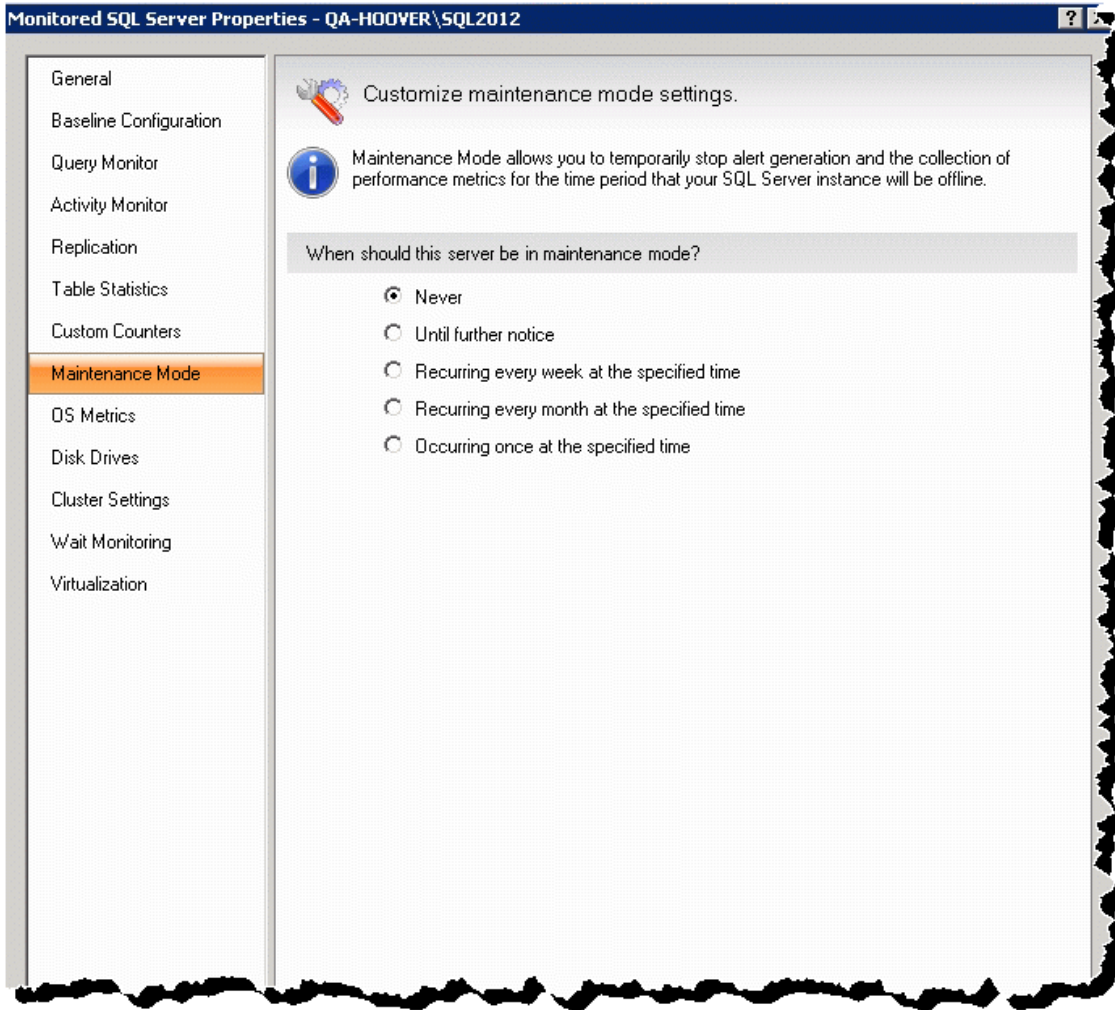 Monitored SQL Server Properties - QA-HOOVER\SQL2012
General
Baseline Configuration
Query Monitor
Activity Monitor
Replication
Table Statistics
Custom Counters
Maintenance Mode
OS Metrics
Disk Drives
Cluster Settings
Wait Monitoring
Virtualization
Customize maintenance mode settings.
Maintenance Mode allows you to temporarily stop alert generation and the collection of
performance metrics for the time period that your SQL Server instance will be offline.
When should this server be in maintenance mode?
Never
Until further notice
Recurring every week at the specified time
Recurring every month at the specified time
Occurring once at the specified time